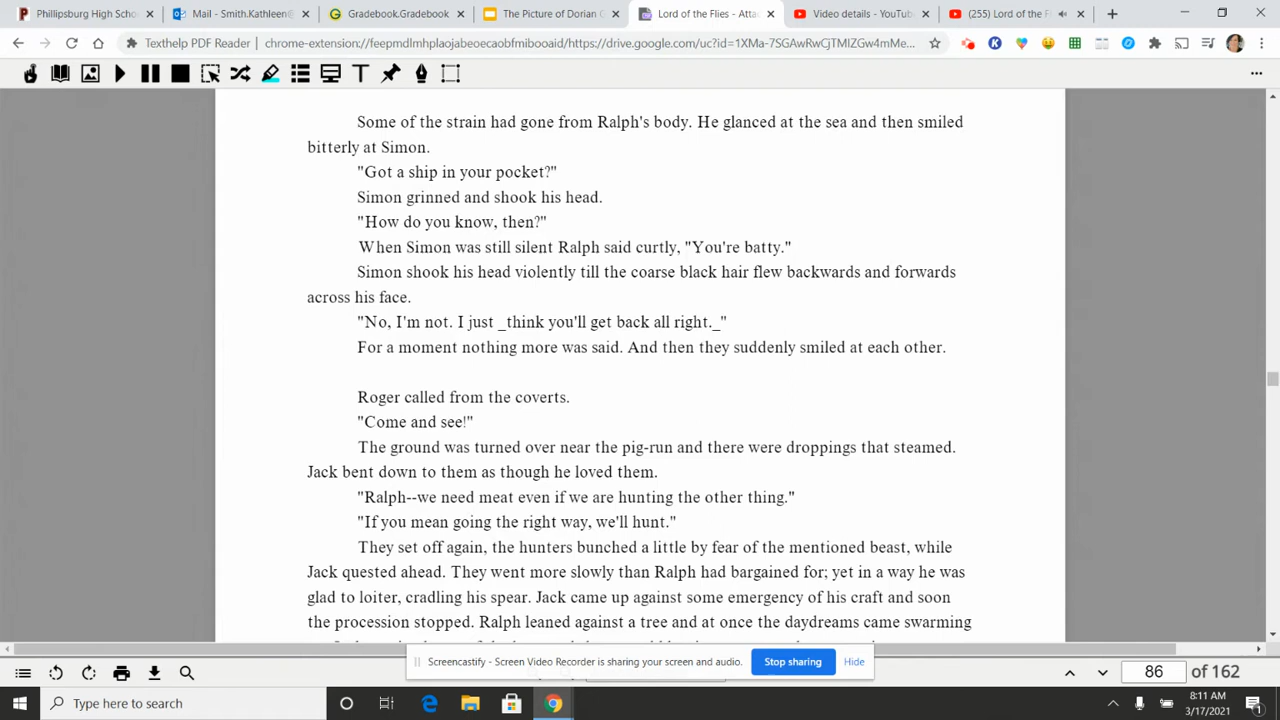 Phillipsburg High Scho
Mail - Smith.Kathleen@
Gradebook.Gradebook
The Picture of Dorian G
Lord of the Flies - Attac
Video details - YouTube
(255) Lord of the Fl
Texthelp PDF Reader | chrome-extension://feepmdlmhplaojabeoecaobfmibooaid/https://drive.google.com/uc?id=1XMa-7SGAwRwCjTMIZGw4mMe...
Some of the strain had gone from Ralph's body. He glanced at the sea and then smiled
bitterly at Simon.
"Got a ship in your pocket?"
Simon grinned and shook his head.
"How do you know, then?"
When Simon was still silent Ralph said curtly, "You're batty."
Simon shook his head violently till the coarse black hair flew backwards and forwards
across his face.
"No, I'm not. I just _think you'll get back all right._"
For a moment nothing more was said. And then they suddenly smiled at each other.
Roger called from the coverts.
"Come and see!"
The ground was turned over near the pig-run and there were droppings that steamed.
Jack bent down to them as though he loved them.
"Ralph--we need meat even if we are hunting the other thing."
"If you mean going the right way, we'll hunt."
They set off again, the hunters bunched a little by fear of the mentioned beast, while
Jack quested ahead. They went more slowly than Ralph had bargained for; yet in a way he was
glad to loiter, cradling his spear. Jack came up against some emergency of his craft and soon
the procession stopped. Ralph leaned against a tree and at once the daydreams came swarming
Screencastify - Screen Video Recorder is sharing your screen and audio.
Stop sharing
Hide
86 of 162
Type here to search
8:11 AM
3/17/2021